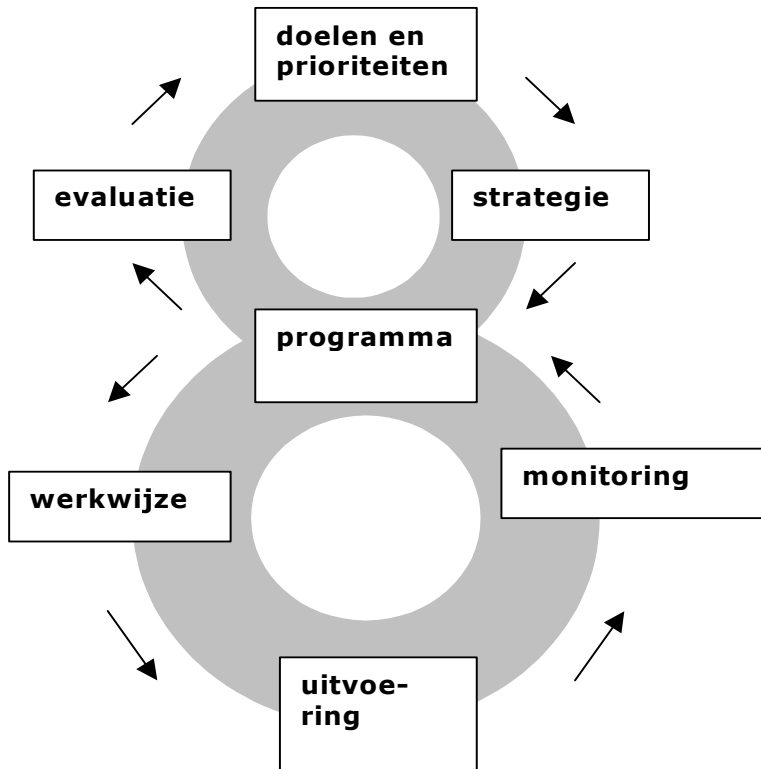 doelen en
prioriteiten
evaluatie
strategie
programma
werkwijze
monitoring
uitvoe-
ring